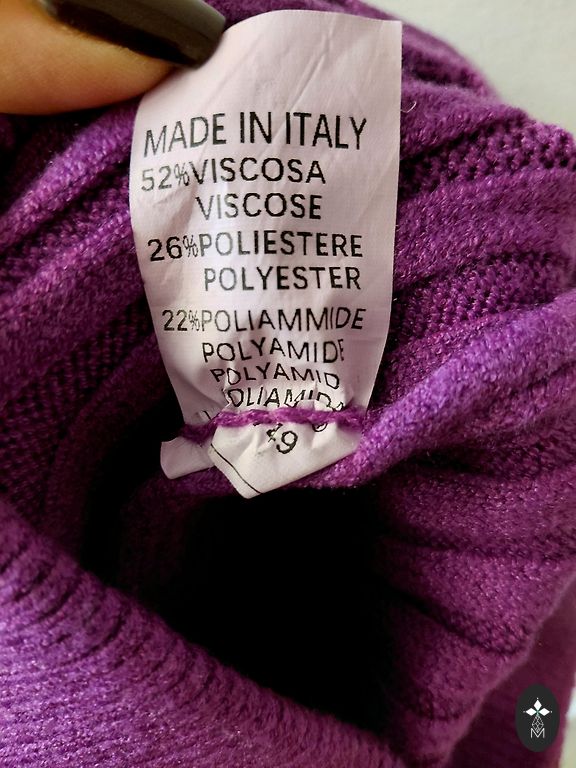 MADE IN ITALY
52%VISCOSA
VISCOSE
26%POLIESTERE
POLYESTER
22%POLIAMMIDE
POLYAMIDE
POLYAMID